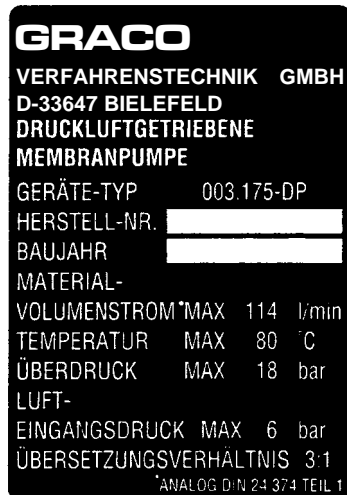 GRACO
VERFAHRENSTECHNIK GMBH
D-33647 BIELEFELD
DRUCKLUFTGETRIEBENE
MEMBRANPUMPE
GERÄTE-TYP 003.175-DP
HERSTELL-NR.
BAUJAHR
MATERIAL-
VOLUMENSTROM*MAX 114 l/min
TEMPERATUR MAX 80 °C
ÜBERDRUCK MAX 18 bar
LUFT-
EINGANGSDRUCK MAX 6 bar
ÜBERSETZUNGSVERHÄLTNIS 3:1
*ANALOG DIN 24 374 TEIL 1